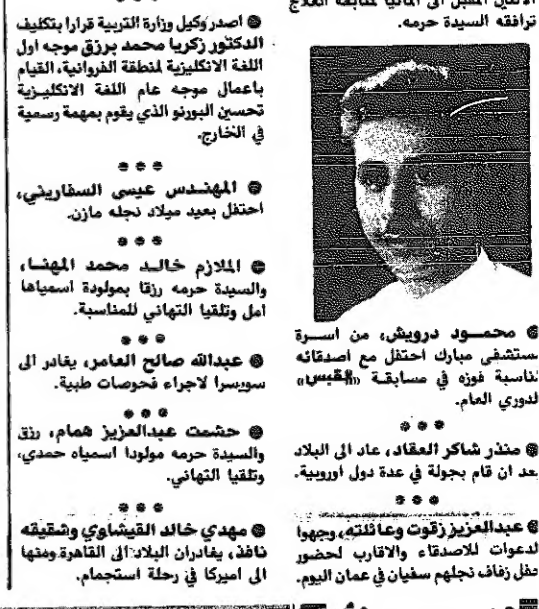 الاثنين المقبل الى المانيا لمتابعة العلاج
ترافقه السيدة حرمه.
محمـــود درويش، من اســـرة
مستشفى مبارك احتفل مع اصدقائه
لمناسبة فوزه في مسابقـة «القبس»
للدوري العام.
منذر شاكر العقاد، عاد الى البلاد
بعد ان قام بجولة في عدة دول اوروبية.
عبدالعزيز زقوت وعائلته، وجهوا
الدعوات للاصدقاء والاقارب لحضور
حفل زفاف نجلهم سفيان في عمان اليوم.
اصدر وكيل وزارة التربية قرارا بتكليف
الدكتور زكريا محمد برزق موجه اول
اللغة الانكليزية لمنطقة الفروانية، القيام
باعمال موجه عام اللغة الانكليـزية
تحسين البورنو الذي يقوم بمهمة رسمية
في الخارج.
المهنـدس عيسى السفاريني،
احتفل بعيد ميلاد نجله مازن.
الملازم خالـد محمد المهنـا،
والسيدة حرمه رزقا بمولودة اسمياها
امل وتلقيا التهاني للمناسبة.
عبدالله صالح العامر، يغادر الى
سويسرا لاجراء فحوصات طبية.
حشمت عبدالعزيز همام، رزق
والسيدة حرمه مولودا اسمياه حمدي،
وتلقيا التهاني.
مهدي خالد القيشاوي وشقيقه
نافذ، يغادران البلاد الى القاهرة ومنها
الى اميركا في رحلة استجمام.